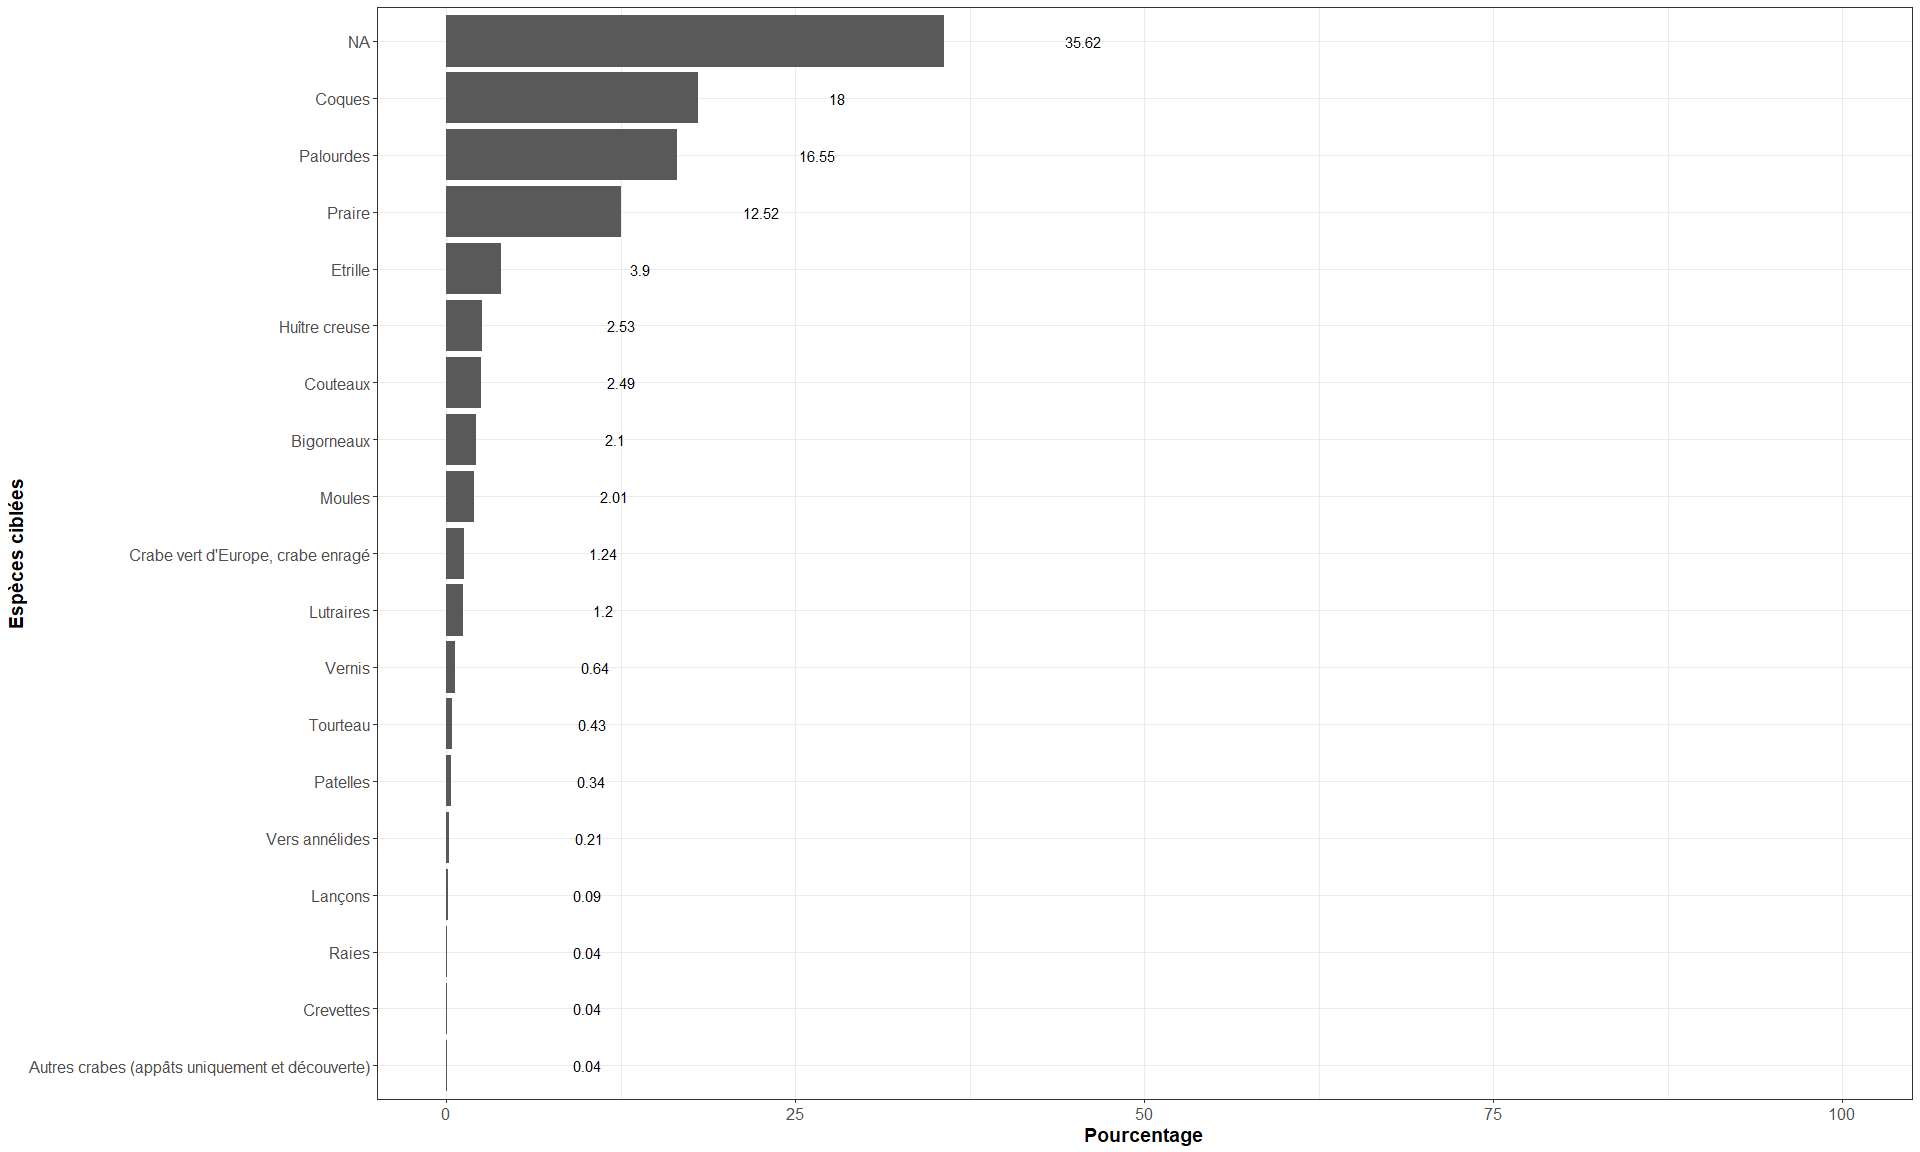 Espèces ciblées
NA 35.62
Coques 18
Palourdes 16.55
Praire 12.52
Etrille 3.9
Huître creuse 2.53
Couteaux 2.49
Bigorneaux 2.1
Moules 2.01
Crabe vert d'Europe, crabe enragé 1.24
Lutraires 1.2
Vernis 0.64
Tourteau 0.43
Patelles 0.34
Vers annélides 0.21
Lançons 0.09
Raies 0.04
Crevettes 0.04
Autres crabes (appâts uniquement et découverte) 0.04
0 25 50 75 100
Pourcentage